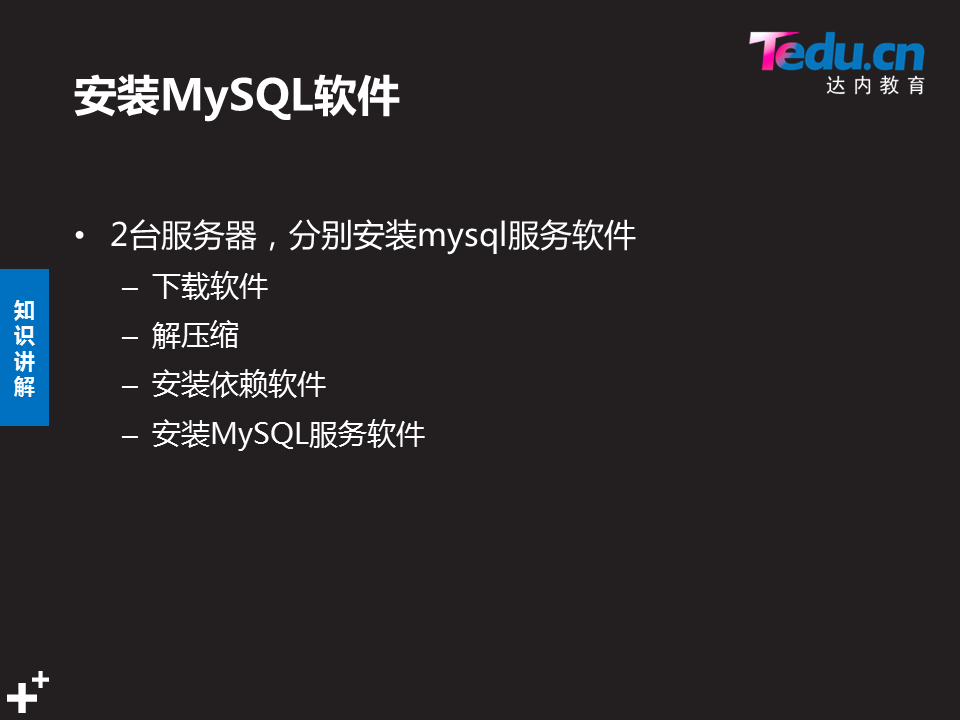 Tedu.cn
达内教育
安装MySQL软件
• 2台服务器，分别安装mysql服务软件
– 下载软件
– 解压缩
– 安装依赖软件
– 安装MySQL服务软件
知识讲解